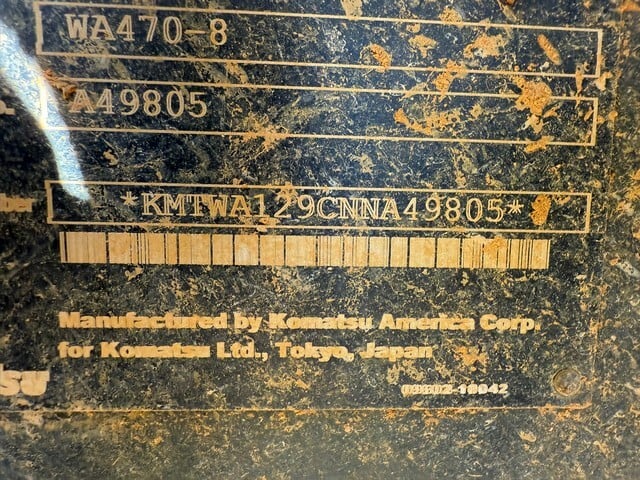 WA470-8
A49805
*KMTWA129CNNA49805*
Manufactured by Komatsu America Corp.
for Komatsu Ltd., Tokyo, Japan